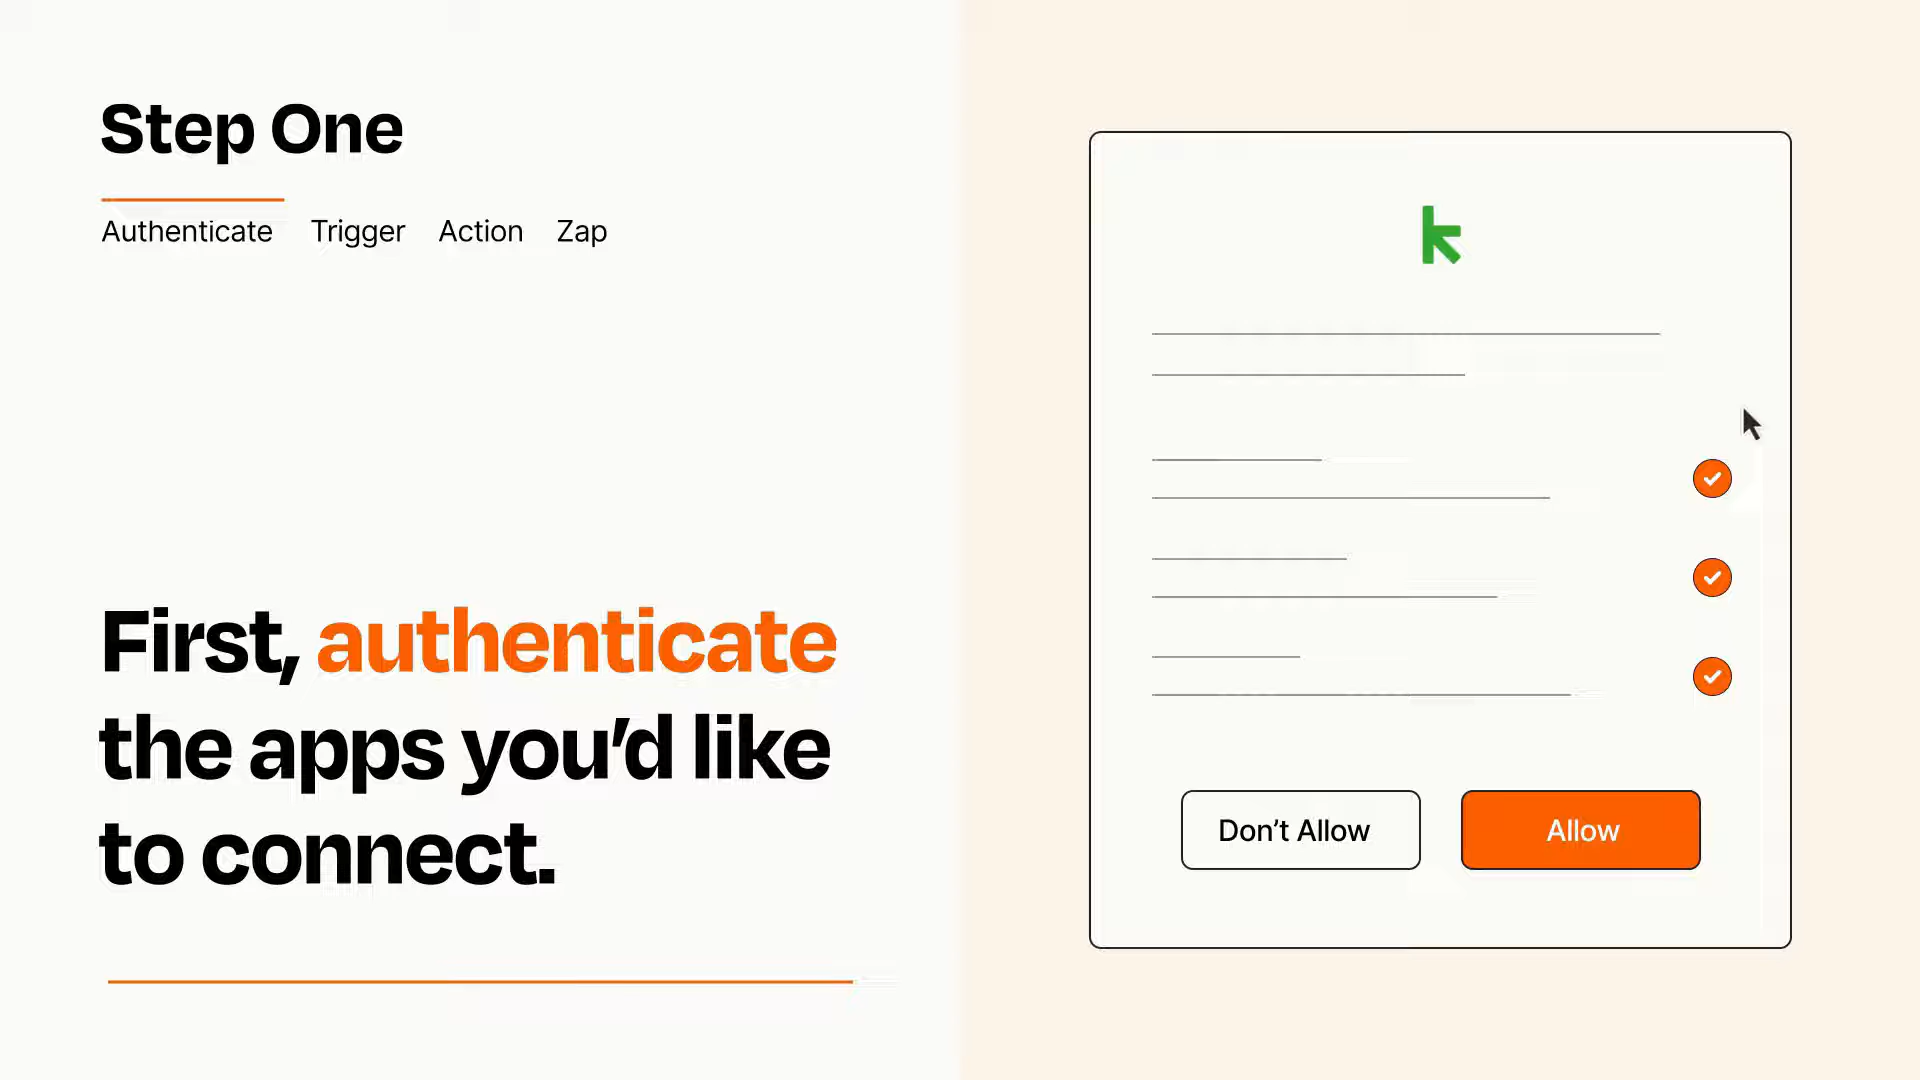 Step One
Authenticate Trigger Action Zap
First, authenticate
the apps you’d like
to connect.
Don’t Allow
Allow